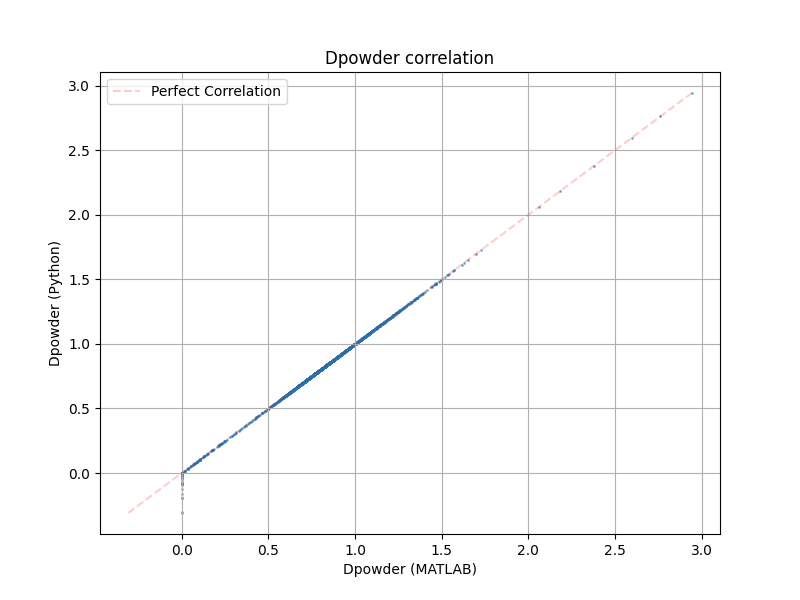 Dpowder correlation
Perfect Correlation
3.0
2.5
2.0
1.5
1.0
0.5
0.0
Dpowder (Python)
0.0 0.5 1.0 1.5 2.0 2.5 3.0
Dpowder (MATLAB)